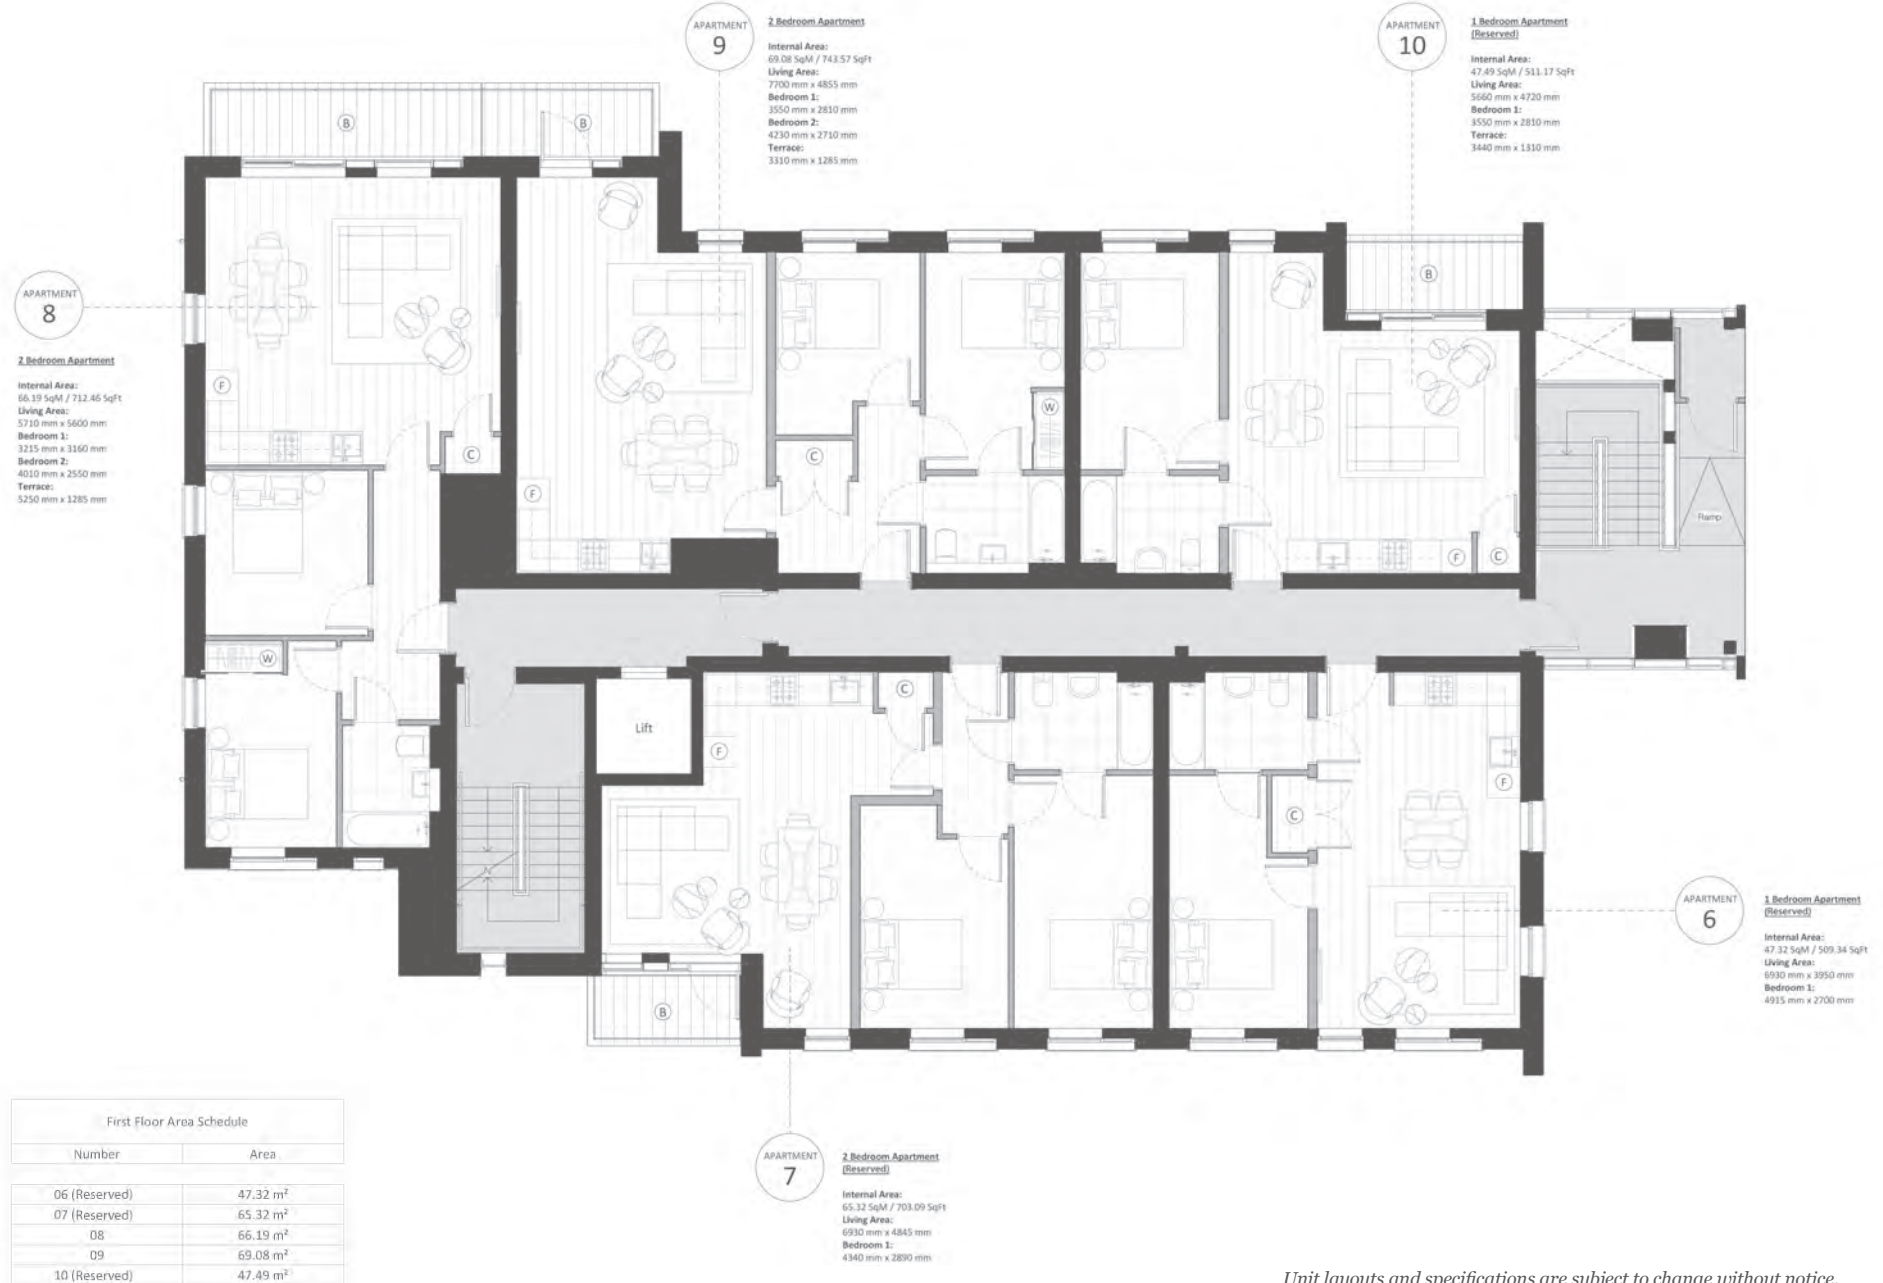 APARTMENT
9
2 Bedroom Apartment
Internal Area:
69.08 SqM / 743.57 SqFt
Living Area:
7700 mm x 4855 mm
Bedroom 1:
3550 mm x 2810 mm
Bedroom 2:
4230 mm x 2710 mm
Terrace:
3310 mm x 1285 mm
APARTMENT
10
1 Bedroom Apartment
(Reserved)
Internal Area:
47.49 SqM / 511.17 SqFt
Living Area:
5660 mm x 4720 mm
Bedroom 1:
3550 mm x 2810 mm
Terrace:
3440 mm x 1310 mm
B
B
B
APARTMENT
8
2 Bedroom Apartment
Internal Area:
66.19 SqM / 712.46 SqFt
Living Area:
5710 mm x 5600 mm
Bedroom 1:
3215 mm x 3160 mm
Bedroom 2:
4010 mm x 2550 mm
Terrace:
5250 mm x 1285 mm
F
C
F
C
W
F
C
Ramp
W
Lift
F
C
F
C
B
APARTMENT
6
1 Bedroom Apartment
(Reserved)
Internal Area:
47.32 SqM / 509.34 SqFt
Living Area:
6930 mm x 3950 mm
Bedroom 1:
4915 mm x 2700 mm
APARTMENT
7
2 Bedroom Apartment
(Reserved)
Internal Area:
65.32 SqM / 703.09 SqFt
Living Area:
6930 mm x 4845 mm
Bedroom 1:
4340 mm x 2890 mm
First Floor Area Schedule
Number Area
06 (Reserved) 47.32 m²
07 (Reserved) 65.32 m²
08 66.19 m²
09 69.08 m²
10 (Reserved) 47.49 m²
Unit layouts and specifications are subject to change without notice